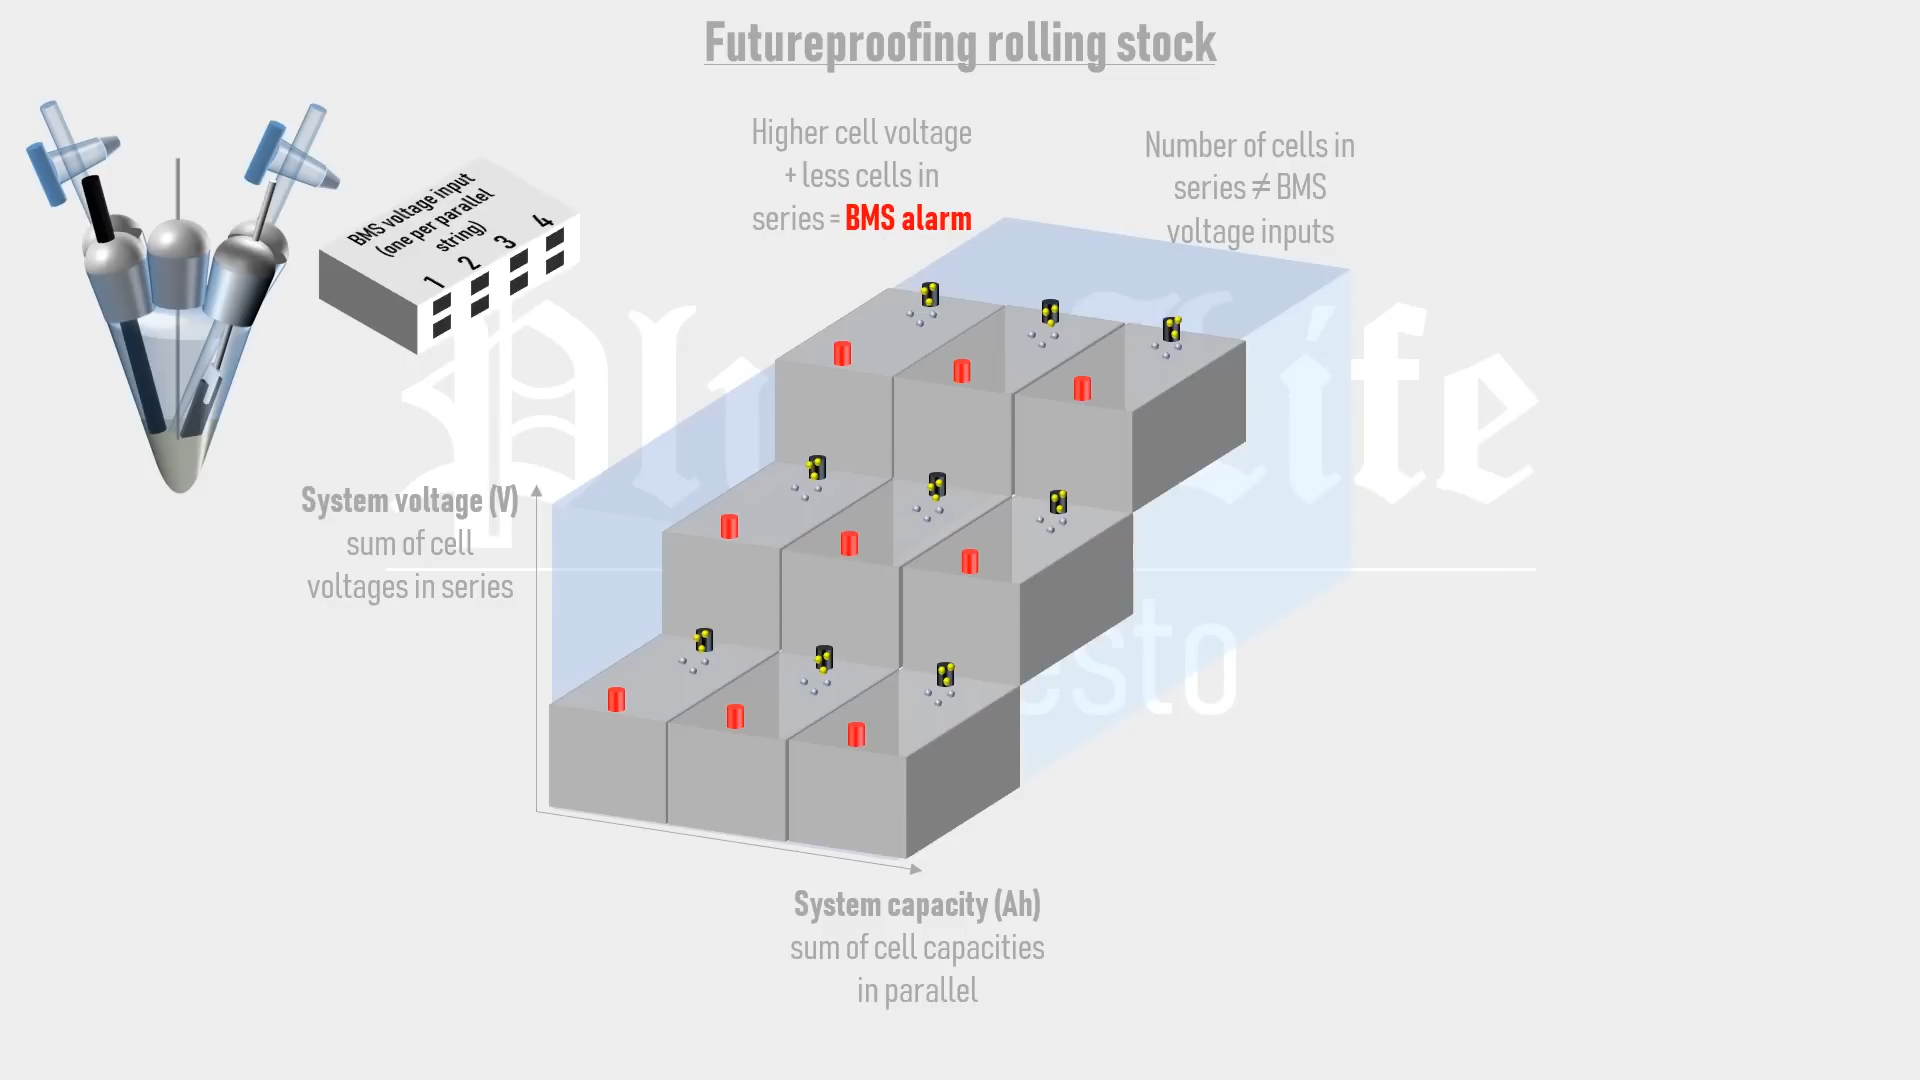 Futureproofing rolling stock
Higher cell voltage
+ less cells in
series = BMS alarm
Number of cells in
series ≠ BMS
voltage inputs
BMS voltage input
(one per parallel
string)
1 2 3 4
System voltage (V)
sum of cell
voltages in series
System capacity (Ah)
sum of cell capacities
in parallel
Life
esto